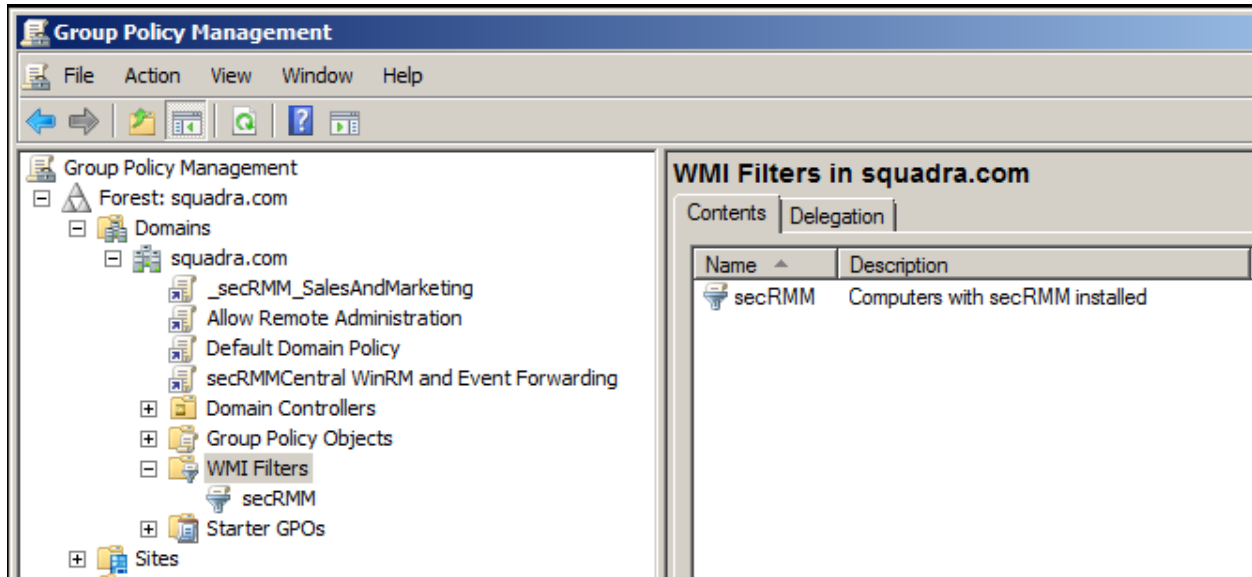 Group Policy Management
File Action View Window Help
Group Policy Management
Forest: squadra.com
Domains
squadra.com
_secRMM_SalesAndMarketing
Allow Remote Administration
Default Domain Policy
secRMMCentral WinRM and Event Forwarding
Domain Controllers
Group Policy Objects
WMI Filters
secRMM
Starter GPOs
Sites
WMI Filters in squadra.com
Contents Delegation
Name Description
secRMM Computers with secRMM installed